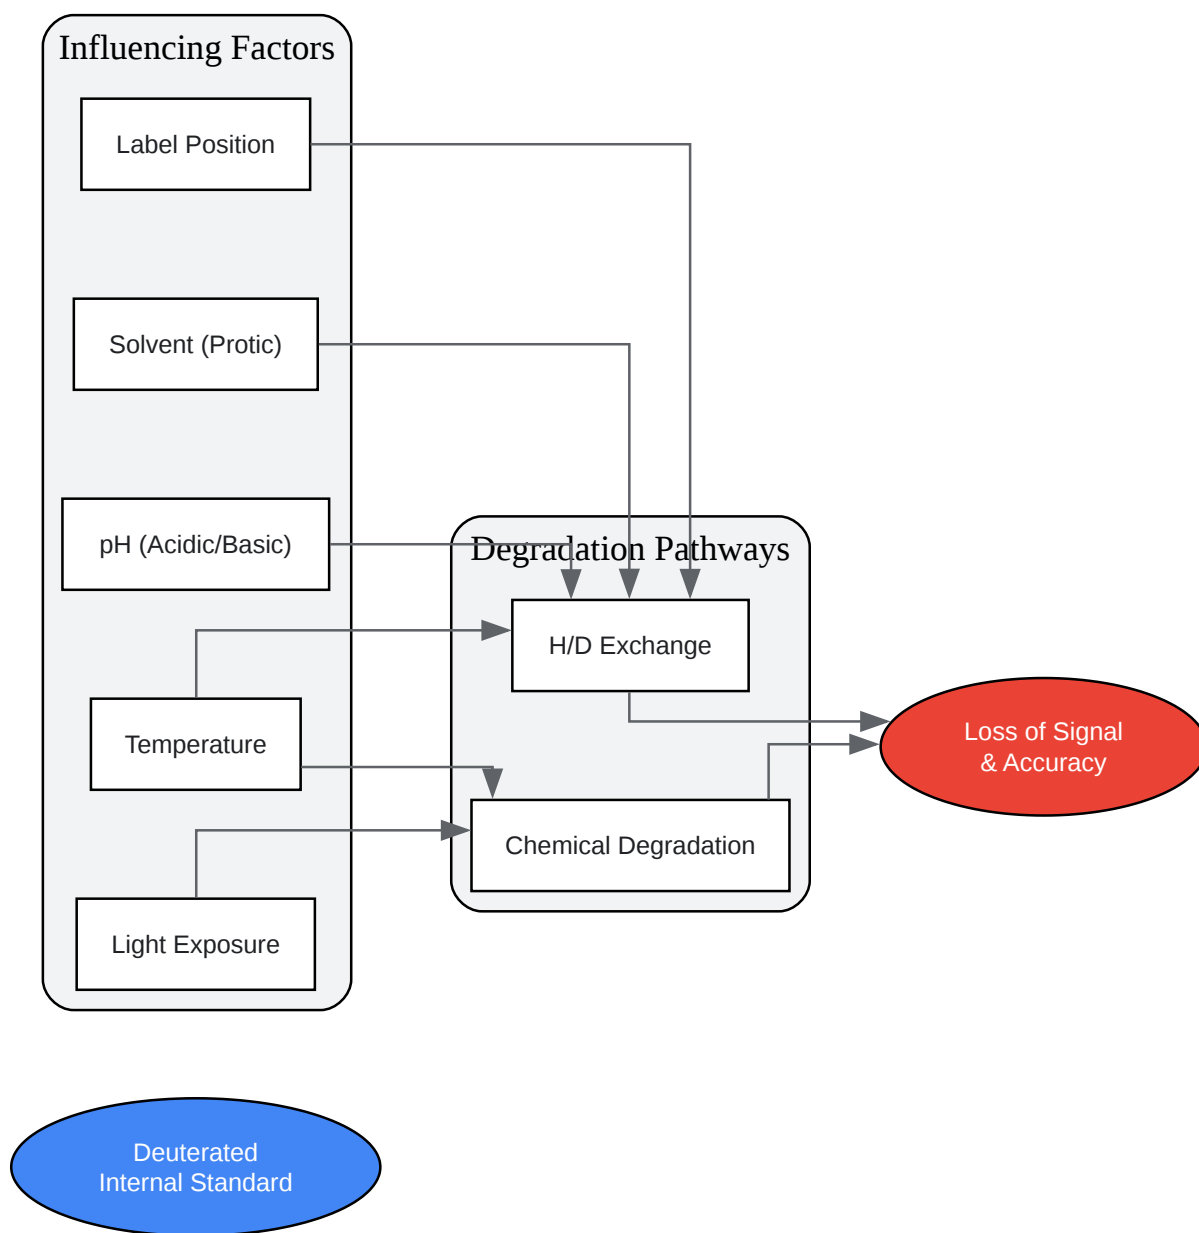 Influencing Factors
Label Position
Solvent (Protic)
pH (Acidic/Basic)
Temperature
Light Exposure
Degradation Pathways
H/D Exchange
Chemical Degradation
Loss of Signal
& Accuracy
Deuterated
Internal Standard